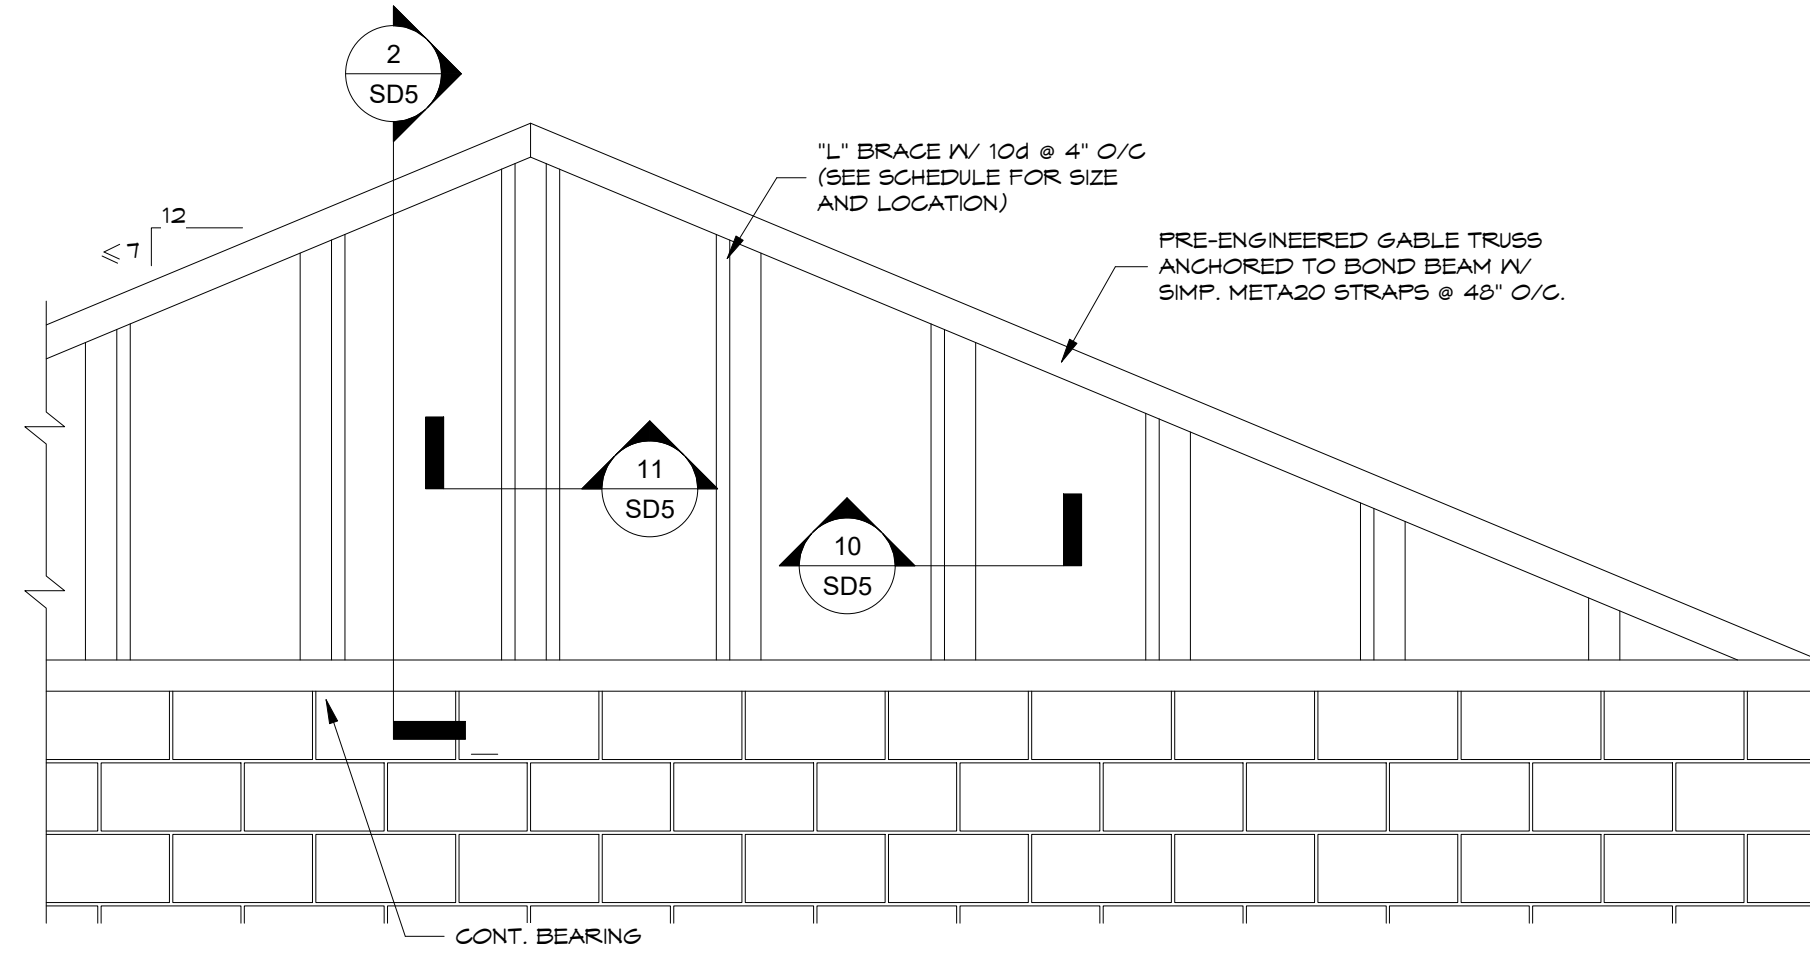 2
SD5
"L" BRACE W/ 10d @ 4" O/C
(SEE SCHEDULE FOR SIZE
AND LOCATION)
12
≤ 7
PRE-ENGINEERED GABLE TRUSS
ANCHORED TO BOND BEAM W/
SIMP. META20 STRAPS @ 48" O/C.
11
SD5
10
SD5
CONT. BEARING